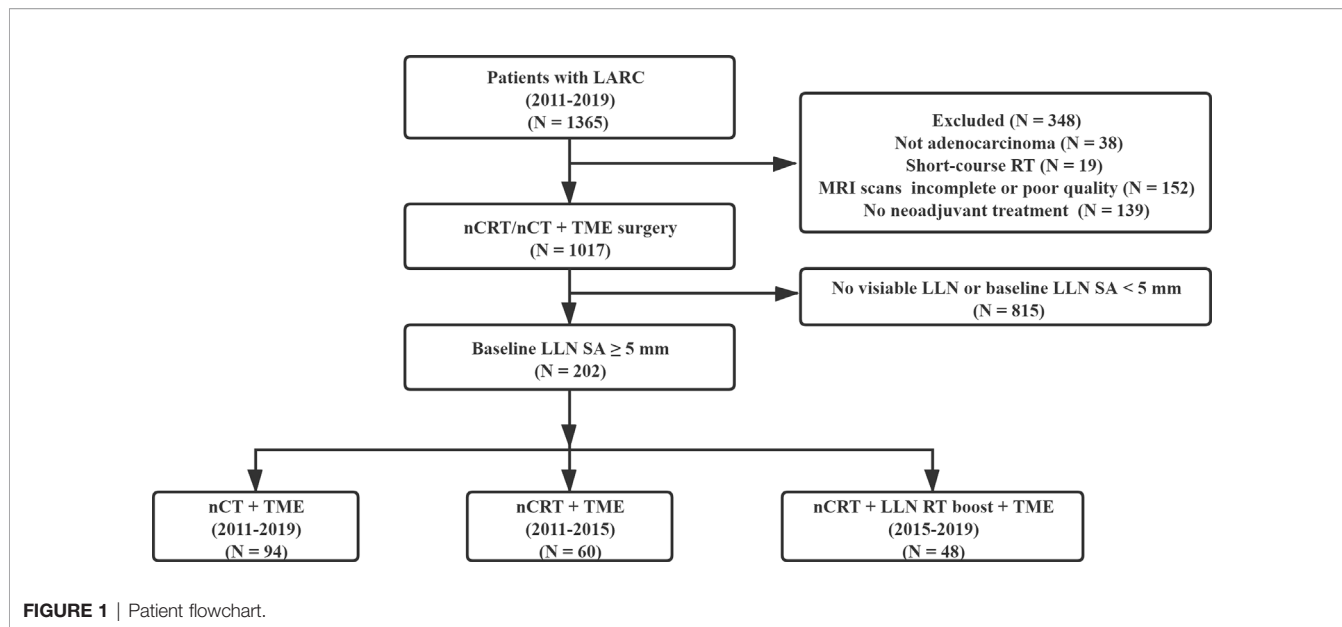 Patients with LARC
(2011-2019)
(N = 1365)
Excluded (N = 348)
Not adenocarcinoma (N = 38)
Short-course RT (N = 19)
MRI scans incomplete or poor quality (N = 152)
No neoadjuvant treatment (N = 139)
nCRT/nCT + TME surgery
(N = 1017)
No visiable LLN or baseline LLN SA < 5 mm
(N = 815)
Baseline LLN SA ≥ 5 mm
(N = 202)
nCT + TME
(2011-2019)
(N = 94)
nCRT + TME
(2011-2015)
(N = 60)
nCRT + LLN RT boost + TME
(2015-2019)
(N = 48)
FIGURE 1 | Patient flowchart.